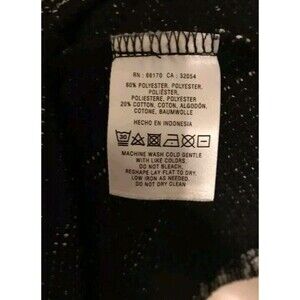 RN : 66170 CA : 32054
80% POLYESTER, POLYESTER,
POLIÉSTER,
POLIESTERE, POLYESTER
20% COTTON, COTON, ALGODÓN,
COTONE, BAUMWOLLE
HECHO EN INDONESIA
30
MACHINE WASH COLD GENTLE
WITH LIKE COLORS.
DO NOT BLEACH.
RESHAPE LAY FLAT TO DRY.
LOW IRON AS NEEDED.
DO NOT DRY CLEAN